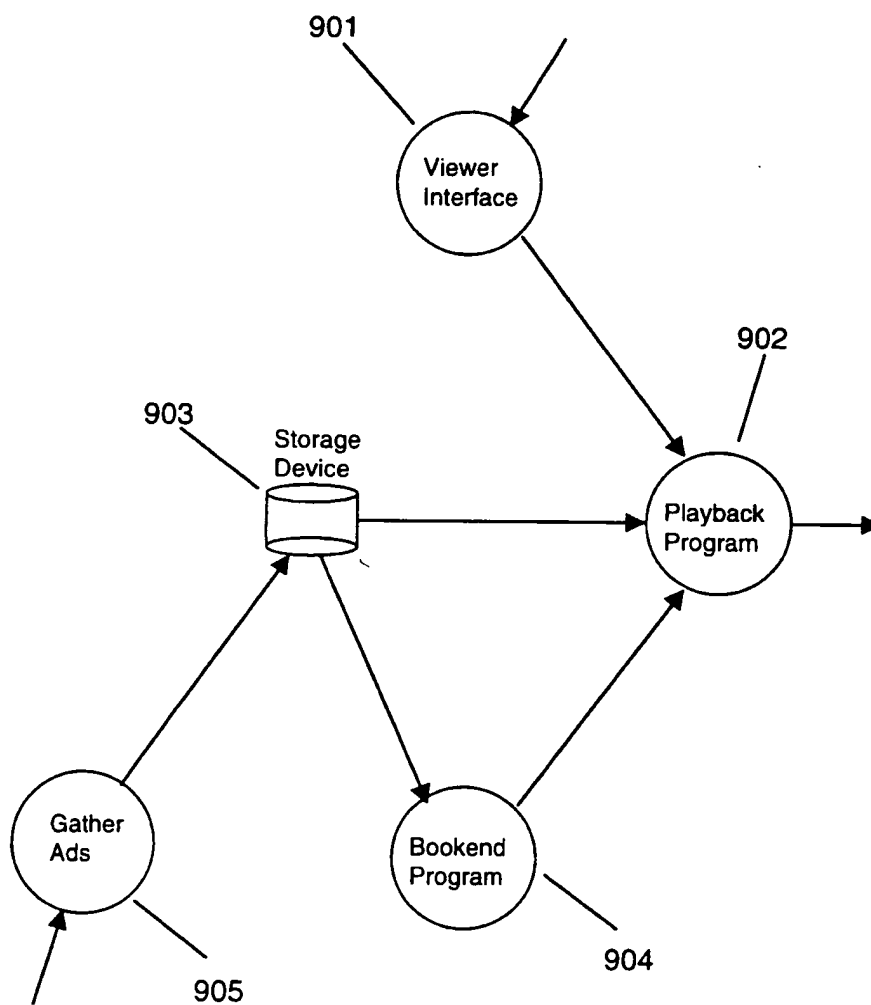 901
Viewer
Interface
902
903
Storage
Device
Playback
Program
Gather
Ads
Bookend
Program
904
905